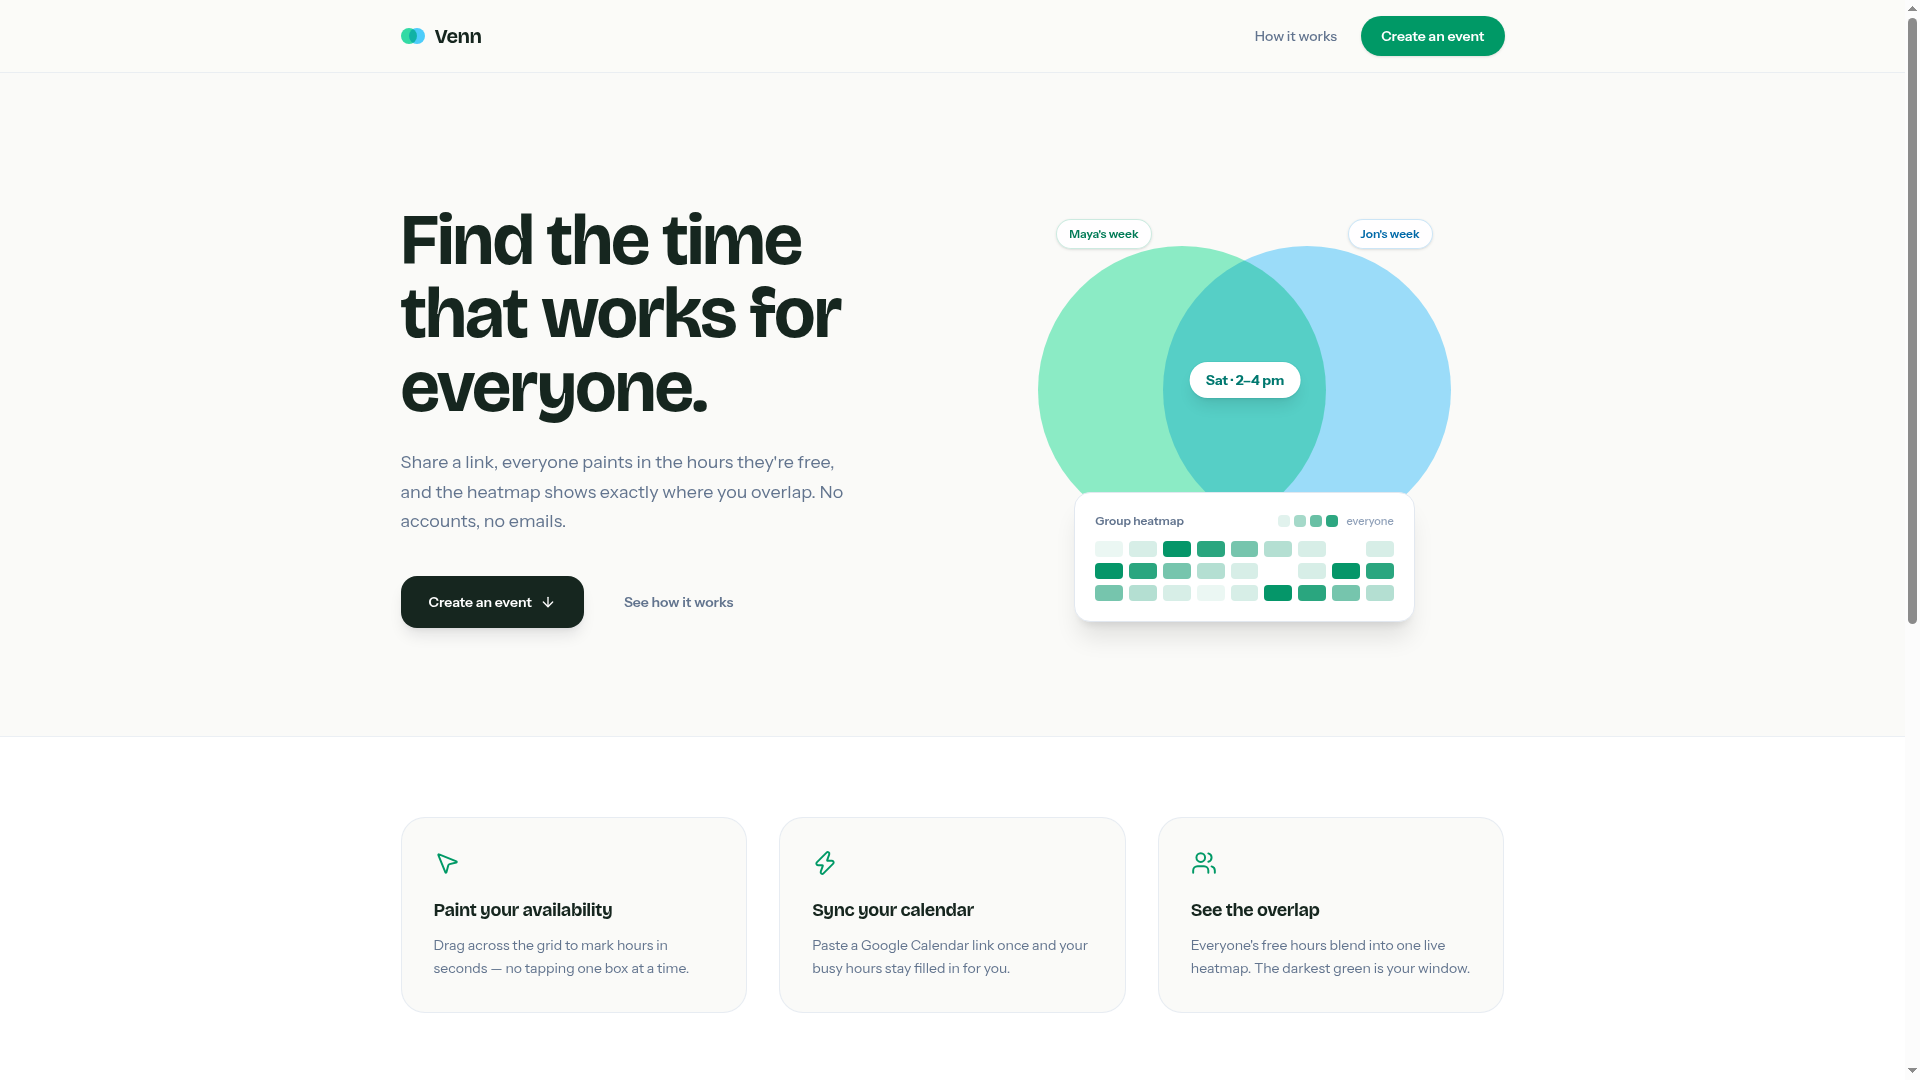 Venn
How it works
Create an event
Find the time
that works for
everyone.
Share a link, everyone paints in the hours they're free,
and the heatmap shows exactly where you overlap. No
accounts, no emails.
Create an event
See how it works
Maya's week
Jon's week
Sat · 2–4 pm
Group heatmap
everyone
Paint your availability
Drag across the grid to mark hours in
seconds — no tapping one box at a time.
Sync your calendar
Paste a Google Calendar link once and your
busy hours stay filled in for you.
See the overlap
Everyone's free hours blend into one live
heatmap. The darkest green is your window.